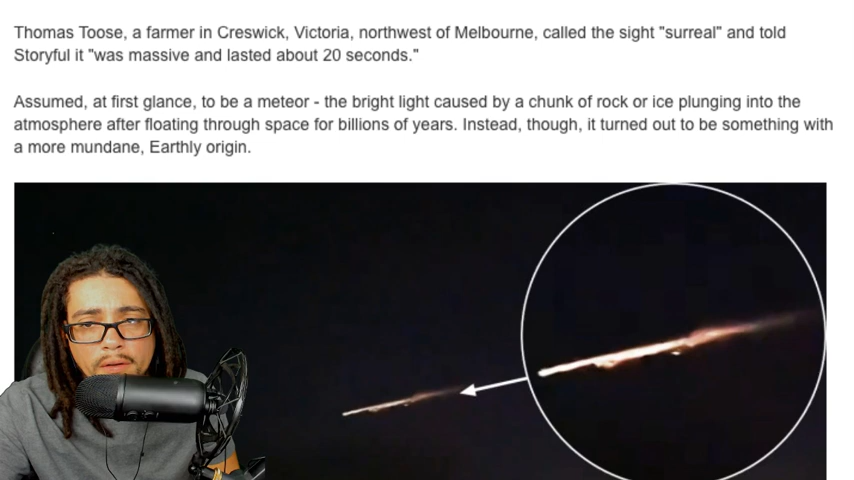 Thomas Toose, a farmer in Creswick, Victoria, northwest of Melbourne, called the sight "surreal" and told
Storyful it "was massive and lasted about 20 seconds."
Assumed, at first glance, to be a meteor - the bright light caused by a chunk of rock or ice plunging into the
atmosphere after floating through space for billions of years. Instead, though, it turned out to be something with
a more mundane, Earthly origin.